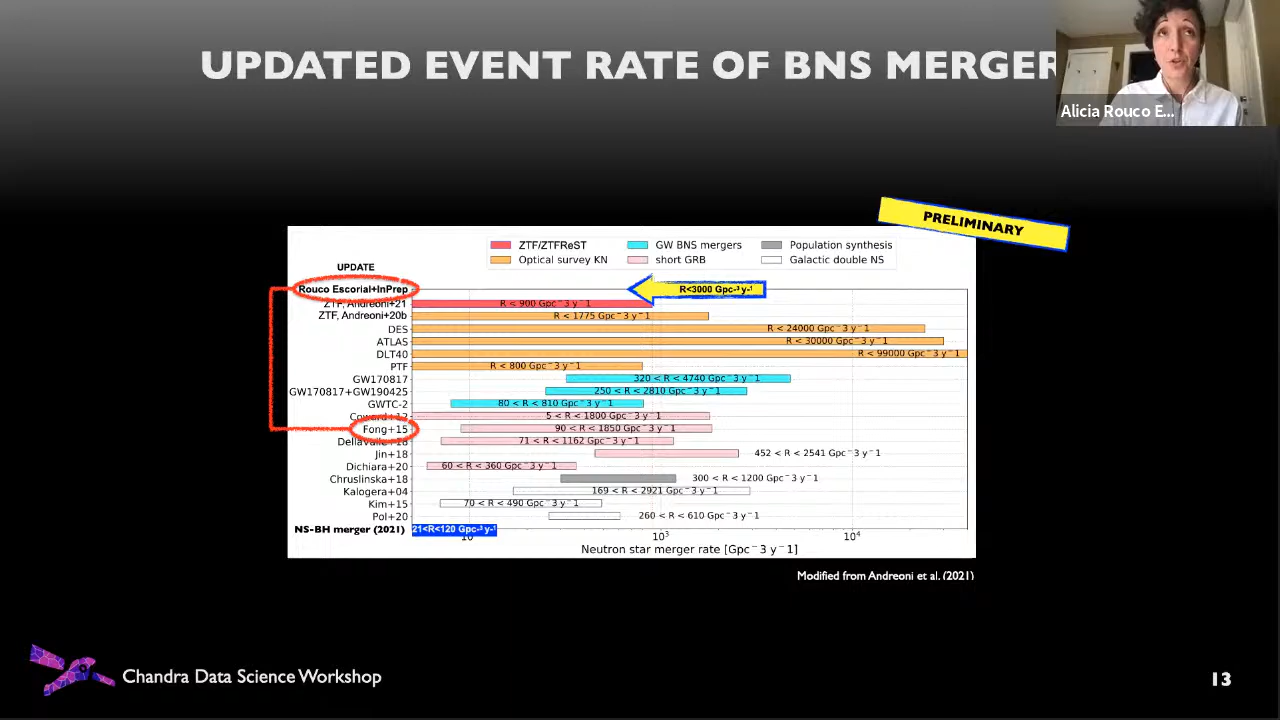 UPDATED EVENT RATE OF BNS MERGER
Alicia Rouco E...
PRELIMINARY
ZTF/ZTFReST
GW BNS mergers
Population synthesis
Optical survey KN
short GRB
Galactic double NS
UPDATE
Rouco Escorial+InPrep
R<3000 Gpc-³y-¹
ZTF, Andreoni+21
R < 900 Gpc⁻3 y⁻1
ZTF, Andreoni+20b
R < 1775 Gpc⁻3 y⁻1
DES
R < 24000 Gpc⁻3 y⁻1
ATLAS
R < 30000 Gpc⁻3 y⁻1
DLT40
R < 99000 Gpc⁻3 y⁻1
PTF
R < 800 Gpc⁻3 y⁻1
GW170817
320 < R < 4740 Gpc⁻3 y⁻1
GW170817+GW190425
250 < R < 2810 Gpc⁻3 y⁻1
GWTC-2
80 < R < 810 Gpc⁻3 y⁻1
Coward+12
5 < R < 1800 Gpc⁻3 y⁻1
Fong+15
90 < R < 1850 Gpc⁻3 y⁻1
DellaValle+18
71 < R < 1162 Gpc⁻3 y⁻1
Jin+18
452 < R < 2541 Gpc⁻3 y⁻1
Dichiara+20
60 < R < 360 Gpc⁻3 y⁻1
Chruslinska+18
300 < R < 1200 Gpc⁻3 y⁻1
Kalogera+04
169 < R < 2921 Gpc⁻3 y⁻1
Kim+15
70 < R < 490 Gpc⁻3 y⁻1
Pol+20
260 < R < 610 Gpc⁻3 y⁻1
NS-BH merger (2021)
21<R<120 Gpc-³y-¹
10³
10⁴
Neutron star merger rate [Gpc⁻3 y⁻1]
Modified from Andreoni et al. (2021)
Chandra Data Science Workshop
13